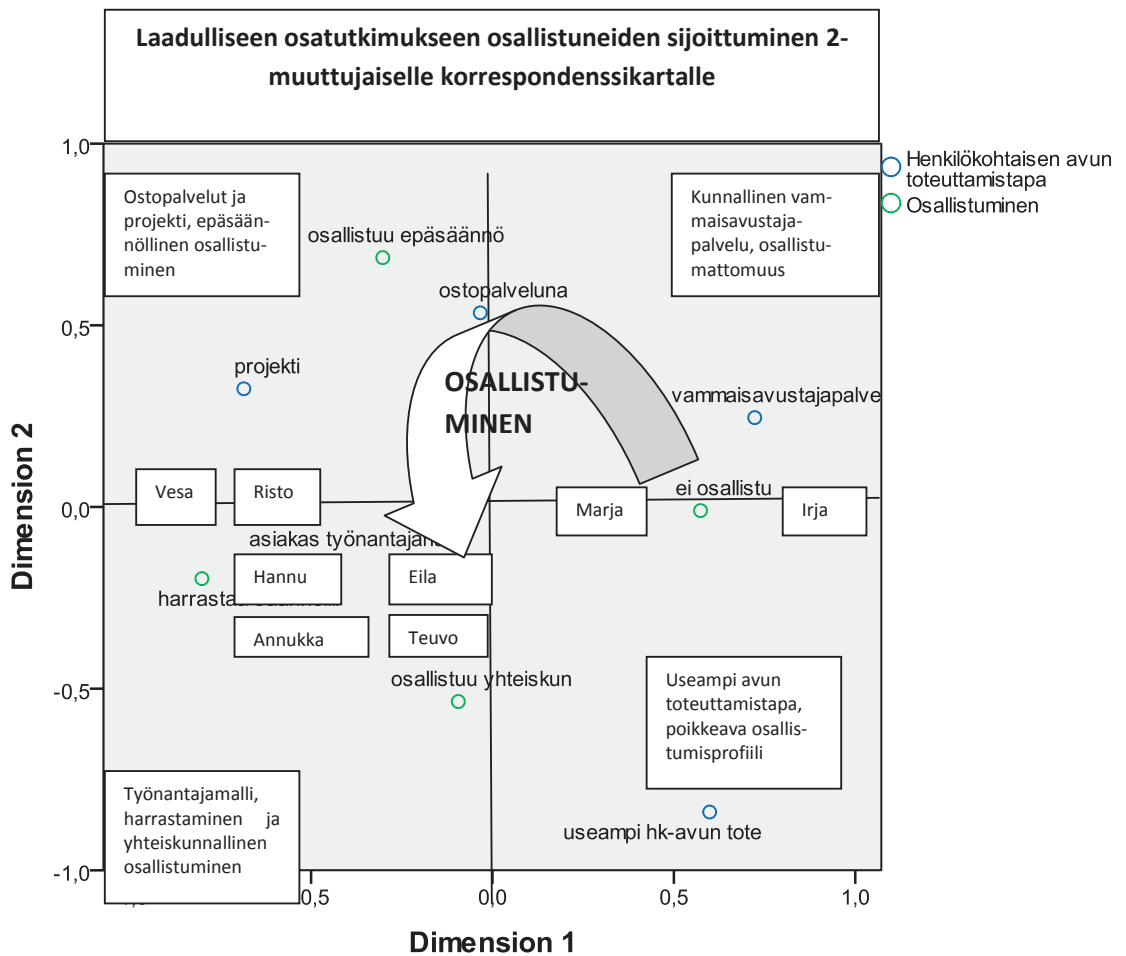 Laadulliseen osatutkimukseen osallistuneiden sijoittuminen 2-
muuttujaiselle korrespondenssikartalle
1,0
Henkilökohtaisen avun
toteuttamistapa
Osallistuminen
Ostopalvelut ja
projekti, epäsään-
nöllinen osallistu-
minen
Kunnallinen vam-
maisavustaja-
palvelu, osallistu-
mattomuus
osallistuu epäsäännö
ostopalveluna
0,5
projekti
OSALLISTU-
MINEN
vammaisavustajapalve
Dimension 2
Vesa
Risto
ei osallistu
0,0
Marja
Irja
asiakas työnantajan
Hannu
Eila
harrastaa
Annukka
Teuvo
-0,5
osallistuu yhteiskun
Useampi avun
toteuttamistapa,
poikkeava osallis-
tumisprofiili
Työnantajamalli,
harrastaminen ja
yhteiskunnallinen
osallistuminen
useampi hk-avun tote
-1,0
0,5
0,0
0,5
1,0
Dimension 1